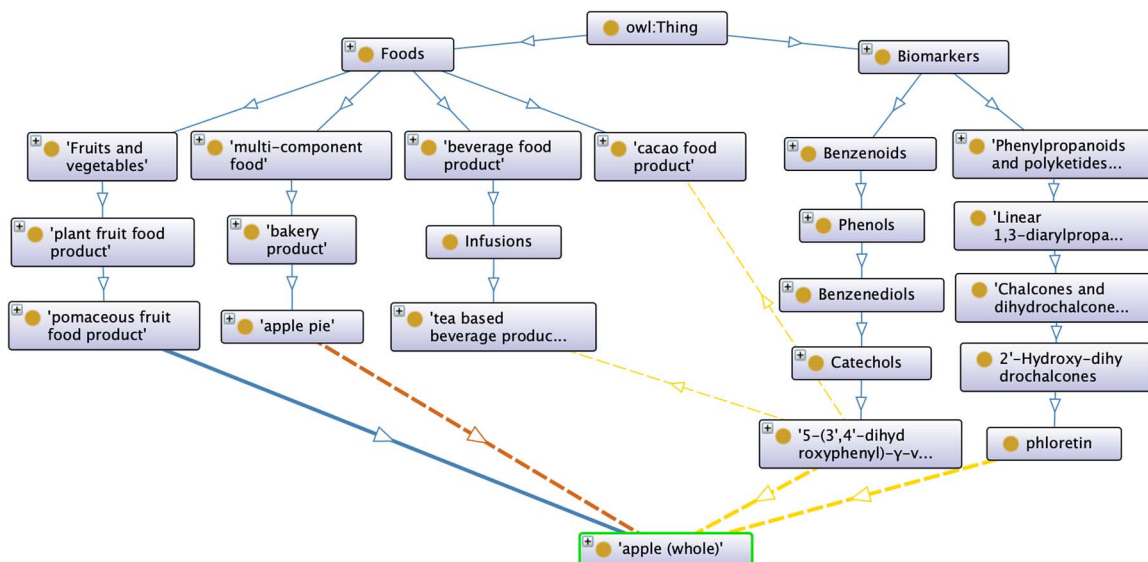 owl:Thing
Foods
Biomarkers
'Fruits and
vegetables'
'multi-component
food'
'beverage food
product'
'cacao food
product'
Benzenoids
'Phenylpropanoids
and polyketides...
'plant fruit food
product'
'bakery
product'
Infusions
Phenols
'Linear
1,3-diarylpropa...
'pomaceous fruit
food product'
'apple pie'
'tea based
beverage produc...
Benzenediols
'Chalcones and
dihydrochalcone...
Catechols
2'-Hydroxy-dihy
drochalcones
'5-(3',4'-dihyd
roxyphenyl)-γ-v...
phloretin
'apple (whole)'